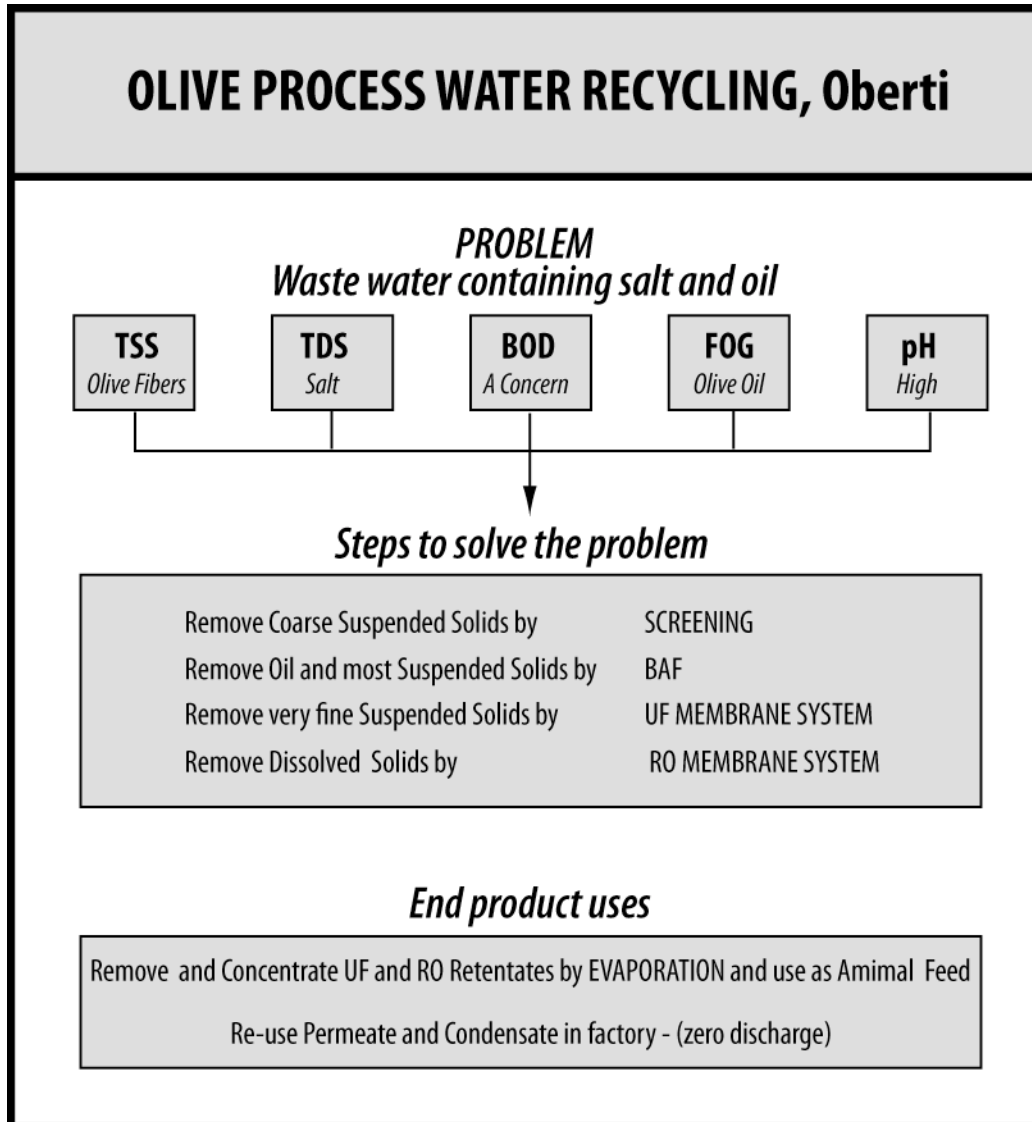 OLIVE PROCESS WATER RECYCLING, Oberti
PROBLEM
Waste water containing salt and oil
TSS
Olive Fibers
TDS
Salt
BOD
A Concern
FOG
Olive Oil
pH
High
Steps to solve the problem
Remove Coarse Suspended Solids by SCREENING
Remove Oil and most Suspended Solids by BAF
Remove very fine Suspended Solids by UF MEMBRANE SYSTEM
Remove Dissolved Solids by RO MEMBRANE SYSTEM
End product uses
Remove and Concentrate UF and RO Retentates by EVAPORATION and use as Amimal Feed
Re-use Permeate and Condensate in factory - (zero discharge)